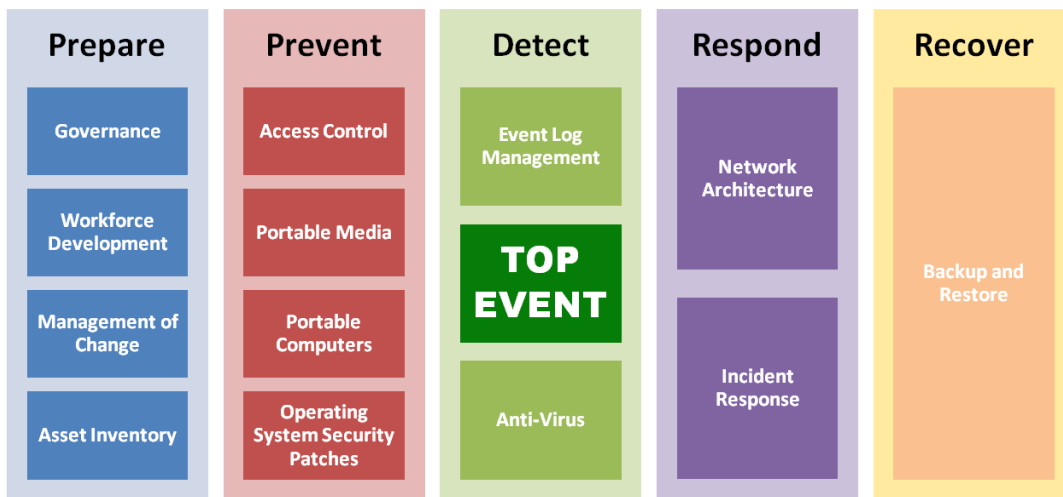 Prepare
Governance
Workforce
Development
Management of
Change
Asset Inventory
Prevent
Access Control
Portable Media
Portable
Computers
Operating
System Security
Patches
Detect
Event Log
Management
TOP
EVENT
Anti-Virus
Respond
Network
Architecture
Incident
Response
Recover
Backup and
Restore